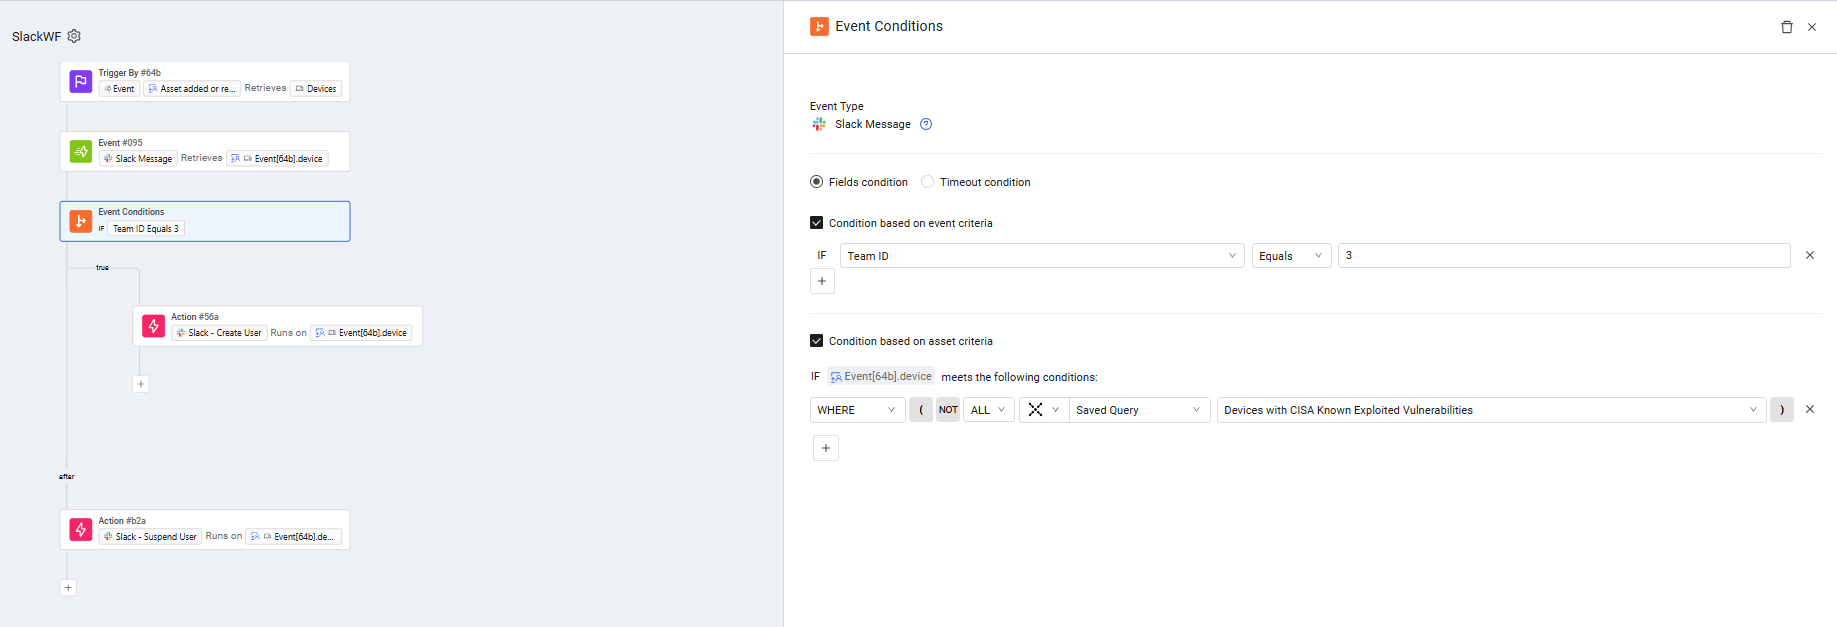 SlackWF
Trigger By #64b
Event Asset added or re... Retrieves Devices
Event #095
Slack Message Retrieves Event[64b].device
Event Conditions
IF Team ID Equals 3
true
Action #56a
Slack - Create User Runs on Event[64b].device
+
after
Action #b2a
Slack - Suspend User Runs on Event[64b].de...
+
Event Conditions
Event Type
Slack Message ?
Fields condition Timeout condition
Condition based on event criteria
IF Team ID Equals 3
+
Condition based on asset criteria
IF Event[64b].device meets the following conditions:
WHERE ( NOT ALL Saved Query Devices with CISA Known Exploited Vulnerabilities )
+